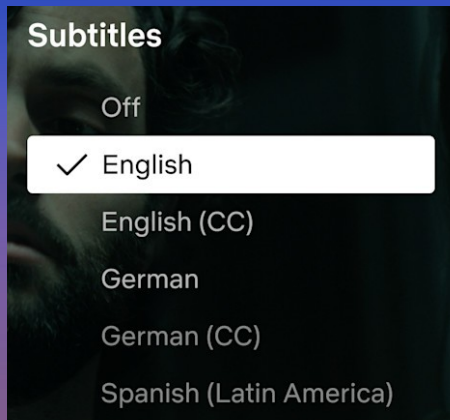 Subtitles
Off
English
English (CC)
German
German (CC)
Spanish (Latin America)